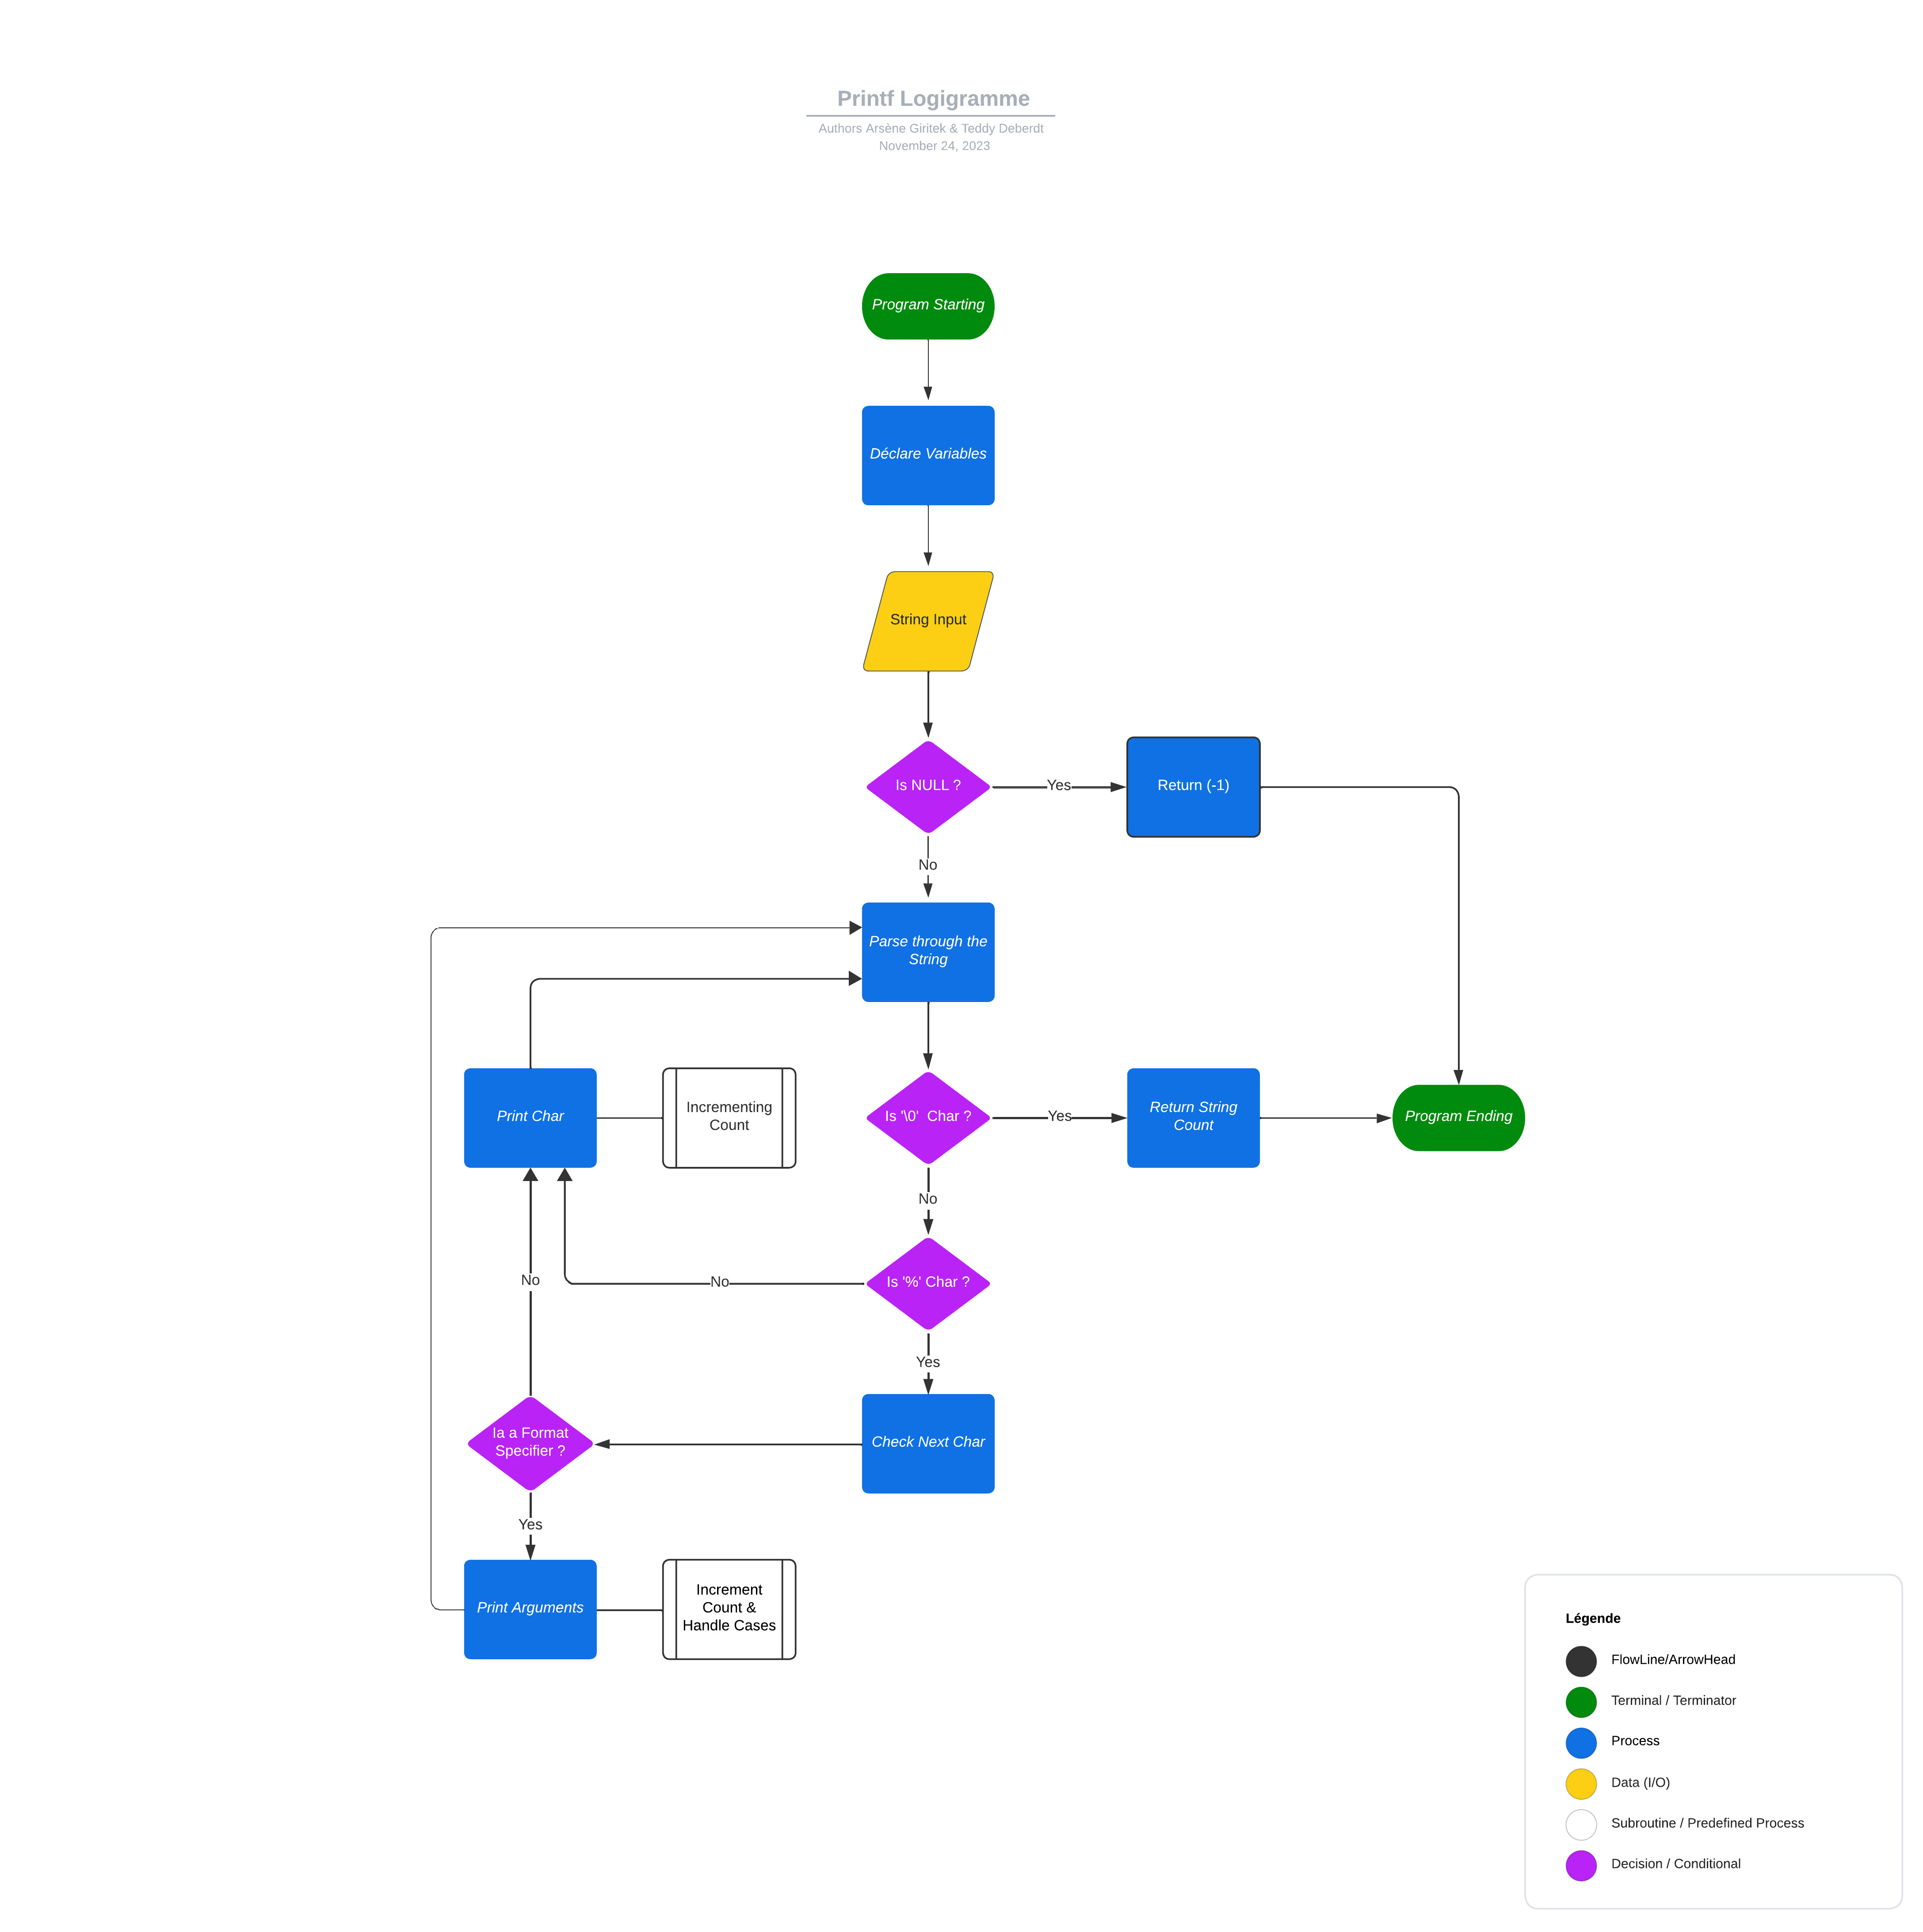 Printf Logigramme
Authors Arsène Giritek & Teddy Deberdt
November 24, 2023
Program Starting
Déclare Variables
String Input
Is NULL ?
Yes
Return (-1)
No
Parse through the
String
Print Char
Incrementing
Count
Is '\0'  Char ?
Yes
Return String
Count
Program Ending
No
No
No
Is '%' Char ?
Yes
Ia a Format
Specifier ?
Check Next Char
Yes
Print Arguments
Increment
Count &
Handle Cases
Légende
FlowLine/ArrowHead
Terminal / Terminator
Process
Data (I/O)
Subroutine / Predefined Process
Decision / Conditional